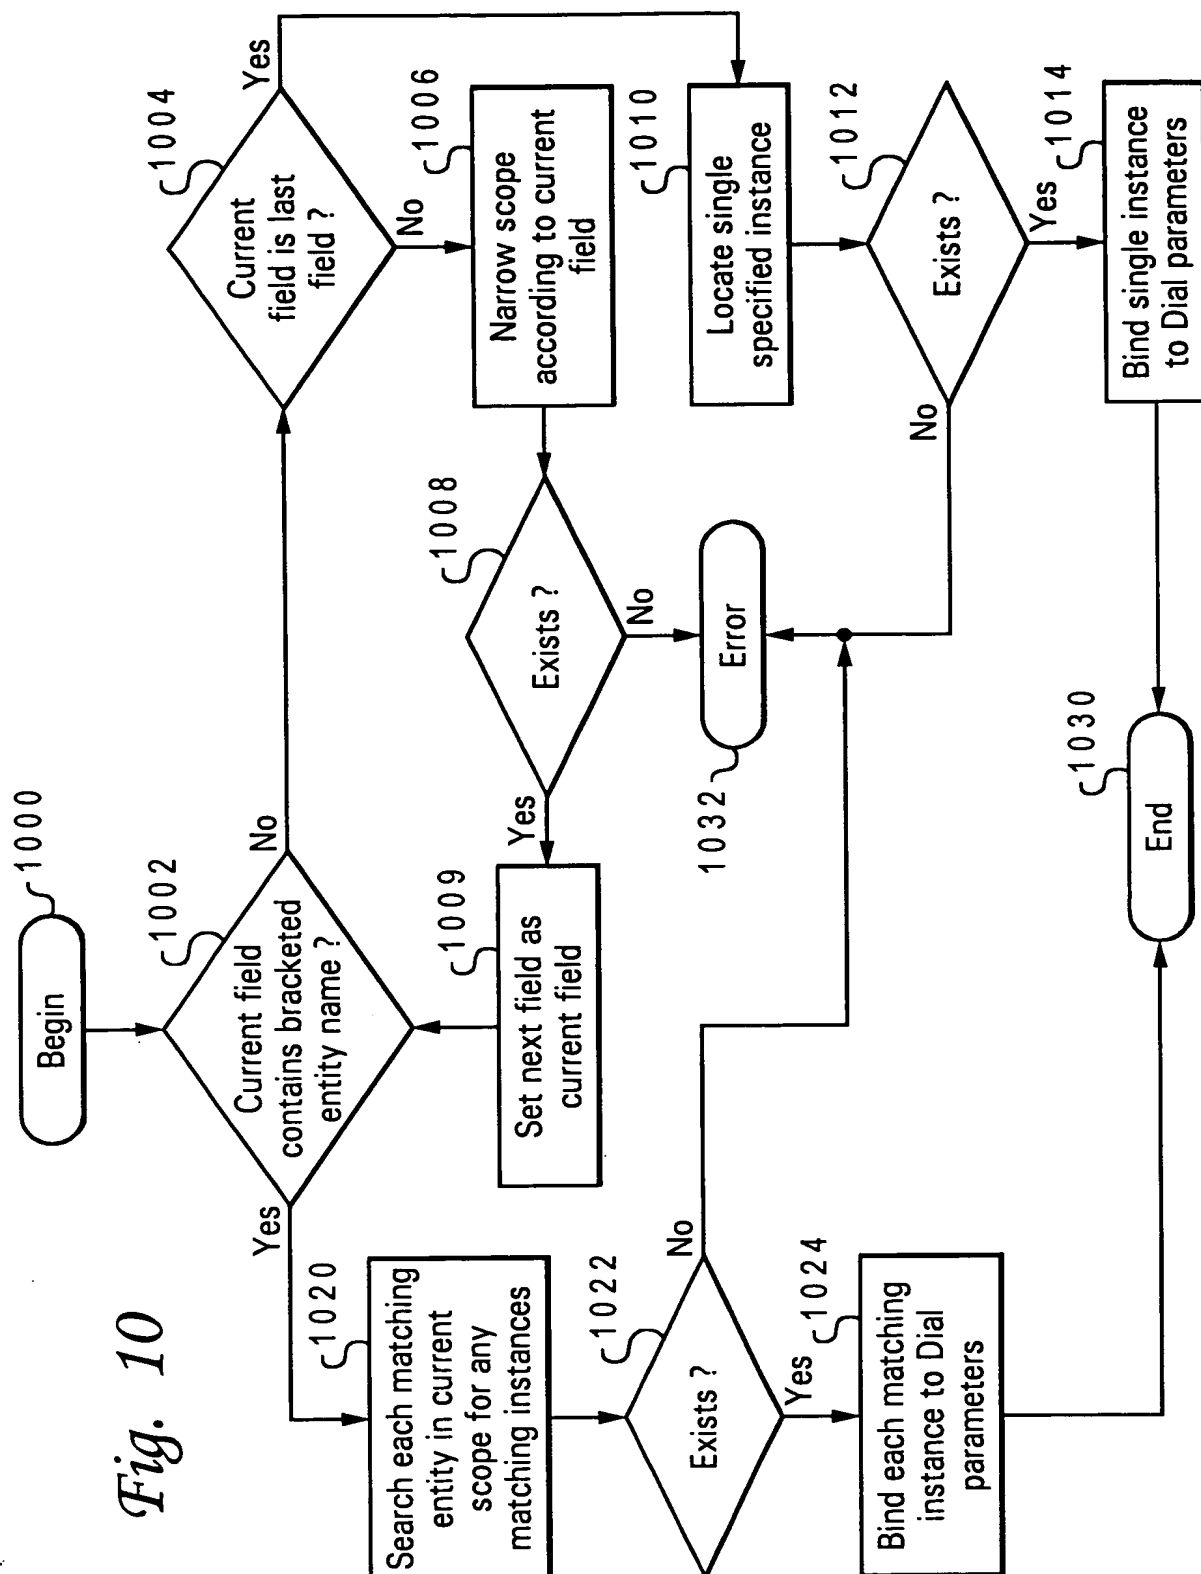 Fig. 10
Begin
1000
Current field
contains bracketed
entity name ?
1002
No
Yes
Current
field is last
field ?
1004
Yes
No
Narrow scope
according to current
field
1006
Exists ?
1008
Yes
No
Set next field as
current field
1009
Locate single
specified instance
1010
Exists ?
1012
No
Yes
Bind single instance
to Dial parameters
1014
Search each matching
entity in current
scope for any
matching instances
1020
Exists ?
1022
No
Yes
Bind each matching
instance to Dial
parameters
1024
Error
1032
End
1030